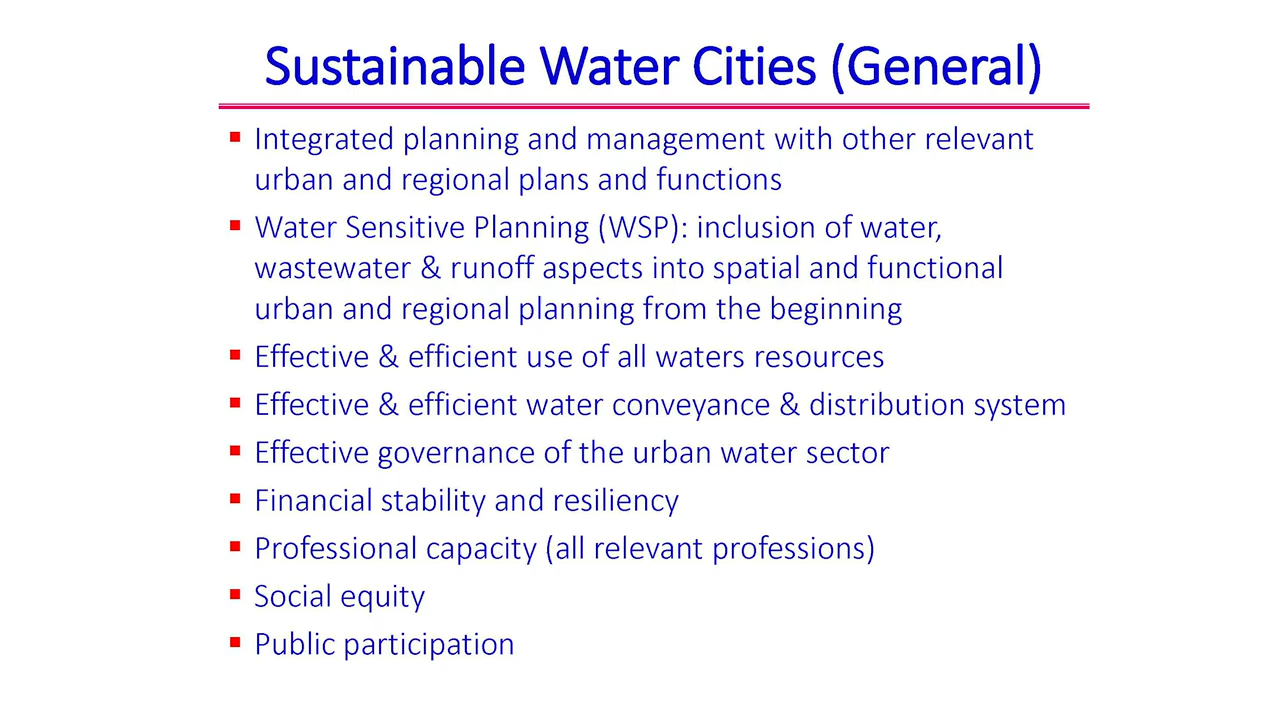 Sustainable Water Cities (General)
▪ Integrated planning and management with other relevant
urban and regional plans and functions
▪ Water Sensitive Planning (WSP): inclusion of water,
wastewater & runoff aspects into spatial and functional
urban and regional planning from the beginning
▪ Effective & efficient use of all waters resources
▪ Effective & efficient water conveyance & distribution system
▪ Effective governance of the urban water sector
▪ Financial stability and resiliency
▪ Professional capacity (all relevant professions)
▪ Social equity
▪ Public participation